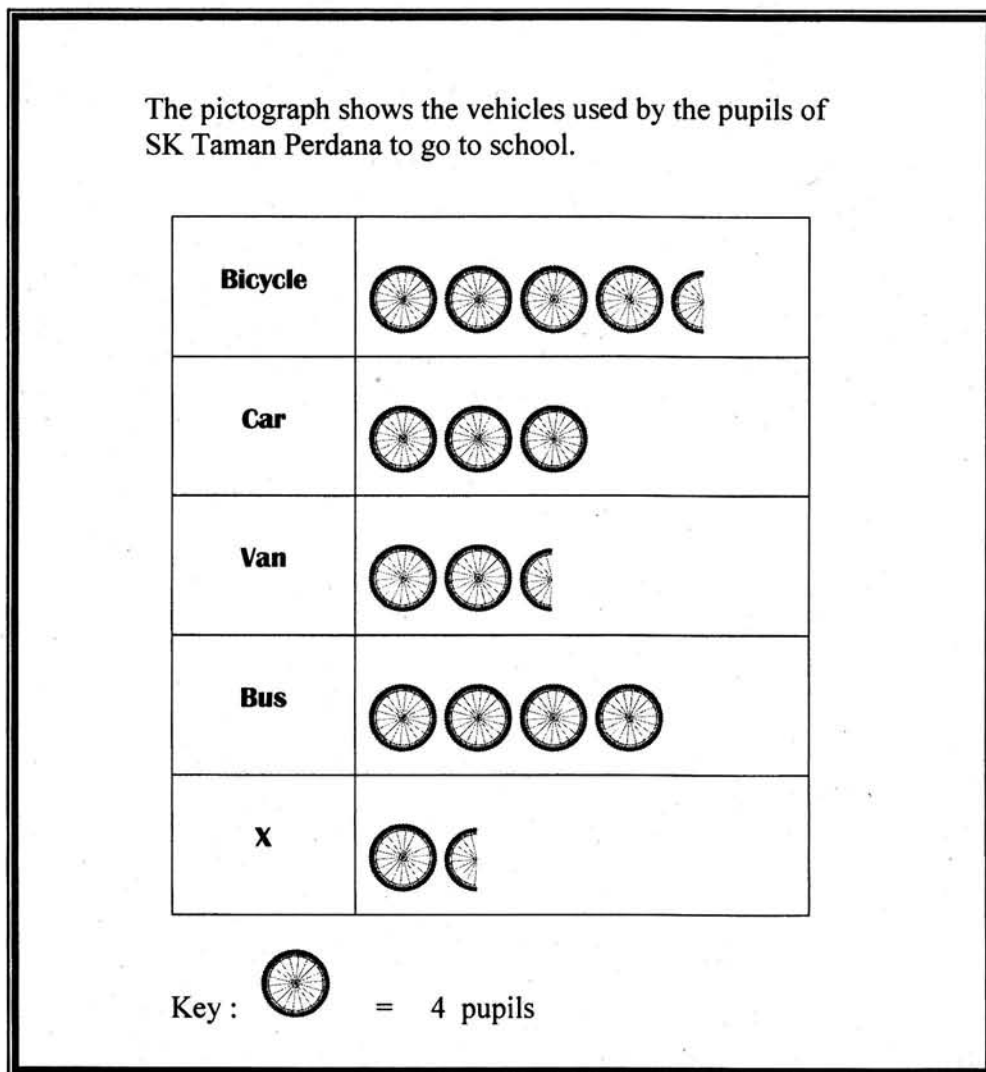 The pictograph shows the vehicles used by the pupils of
SK Taman Perdana to go to school.
Bicycle
Car
Van
Bus
X
Key : = 4 pupils